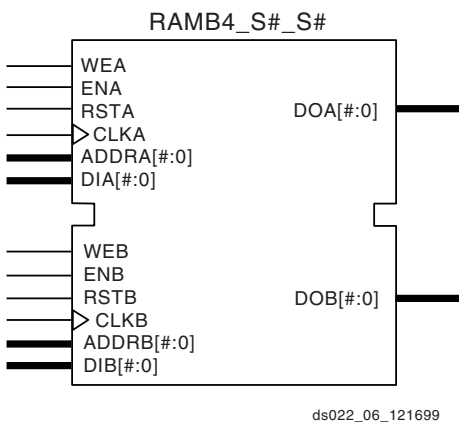 RAMB4_S#_S#
WEA
ENA
RSTA
CLKA
ADDRA[#:0]
DIA[#:0]
DOA[#:0]
WEB
ENB
RSTB
CLKB
ADDRB[#:0]
DIB[#:0]
DOB[#:0]
ds022_06_121699